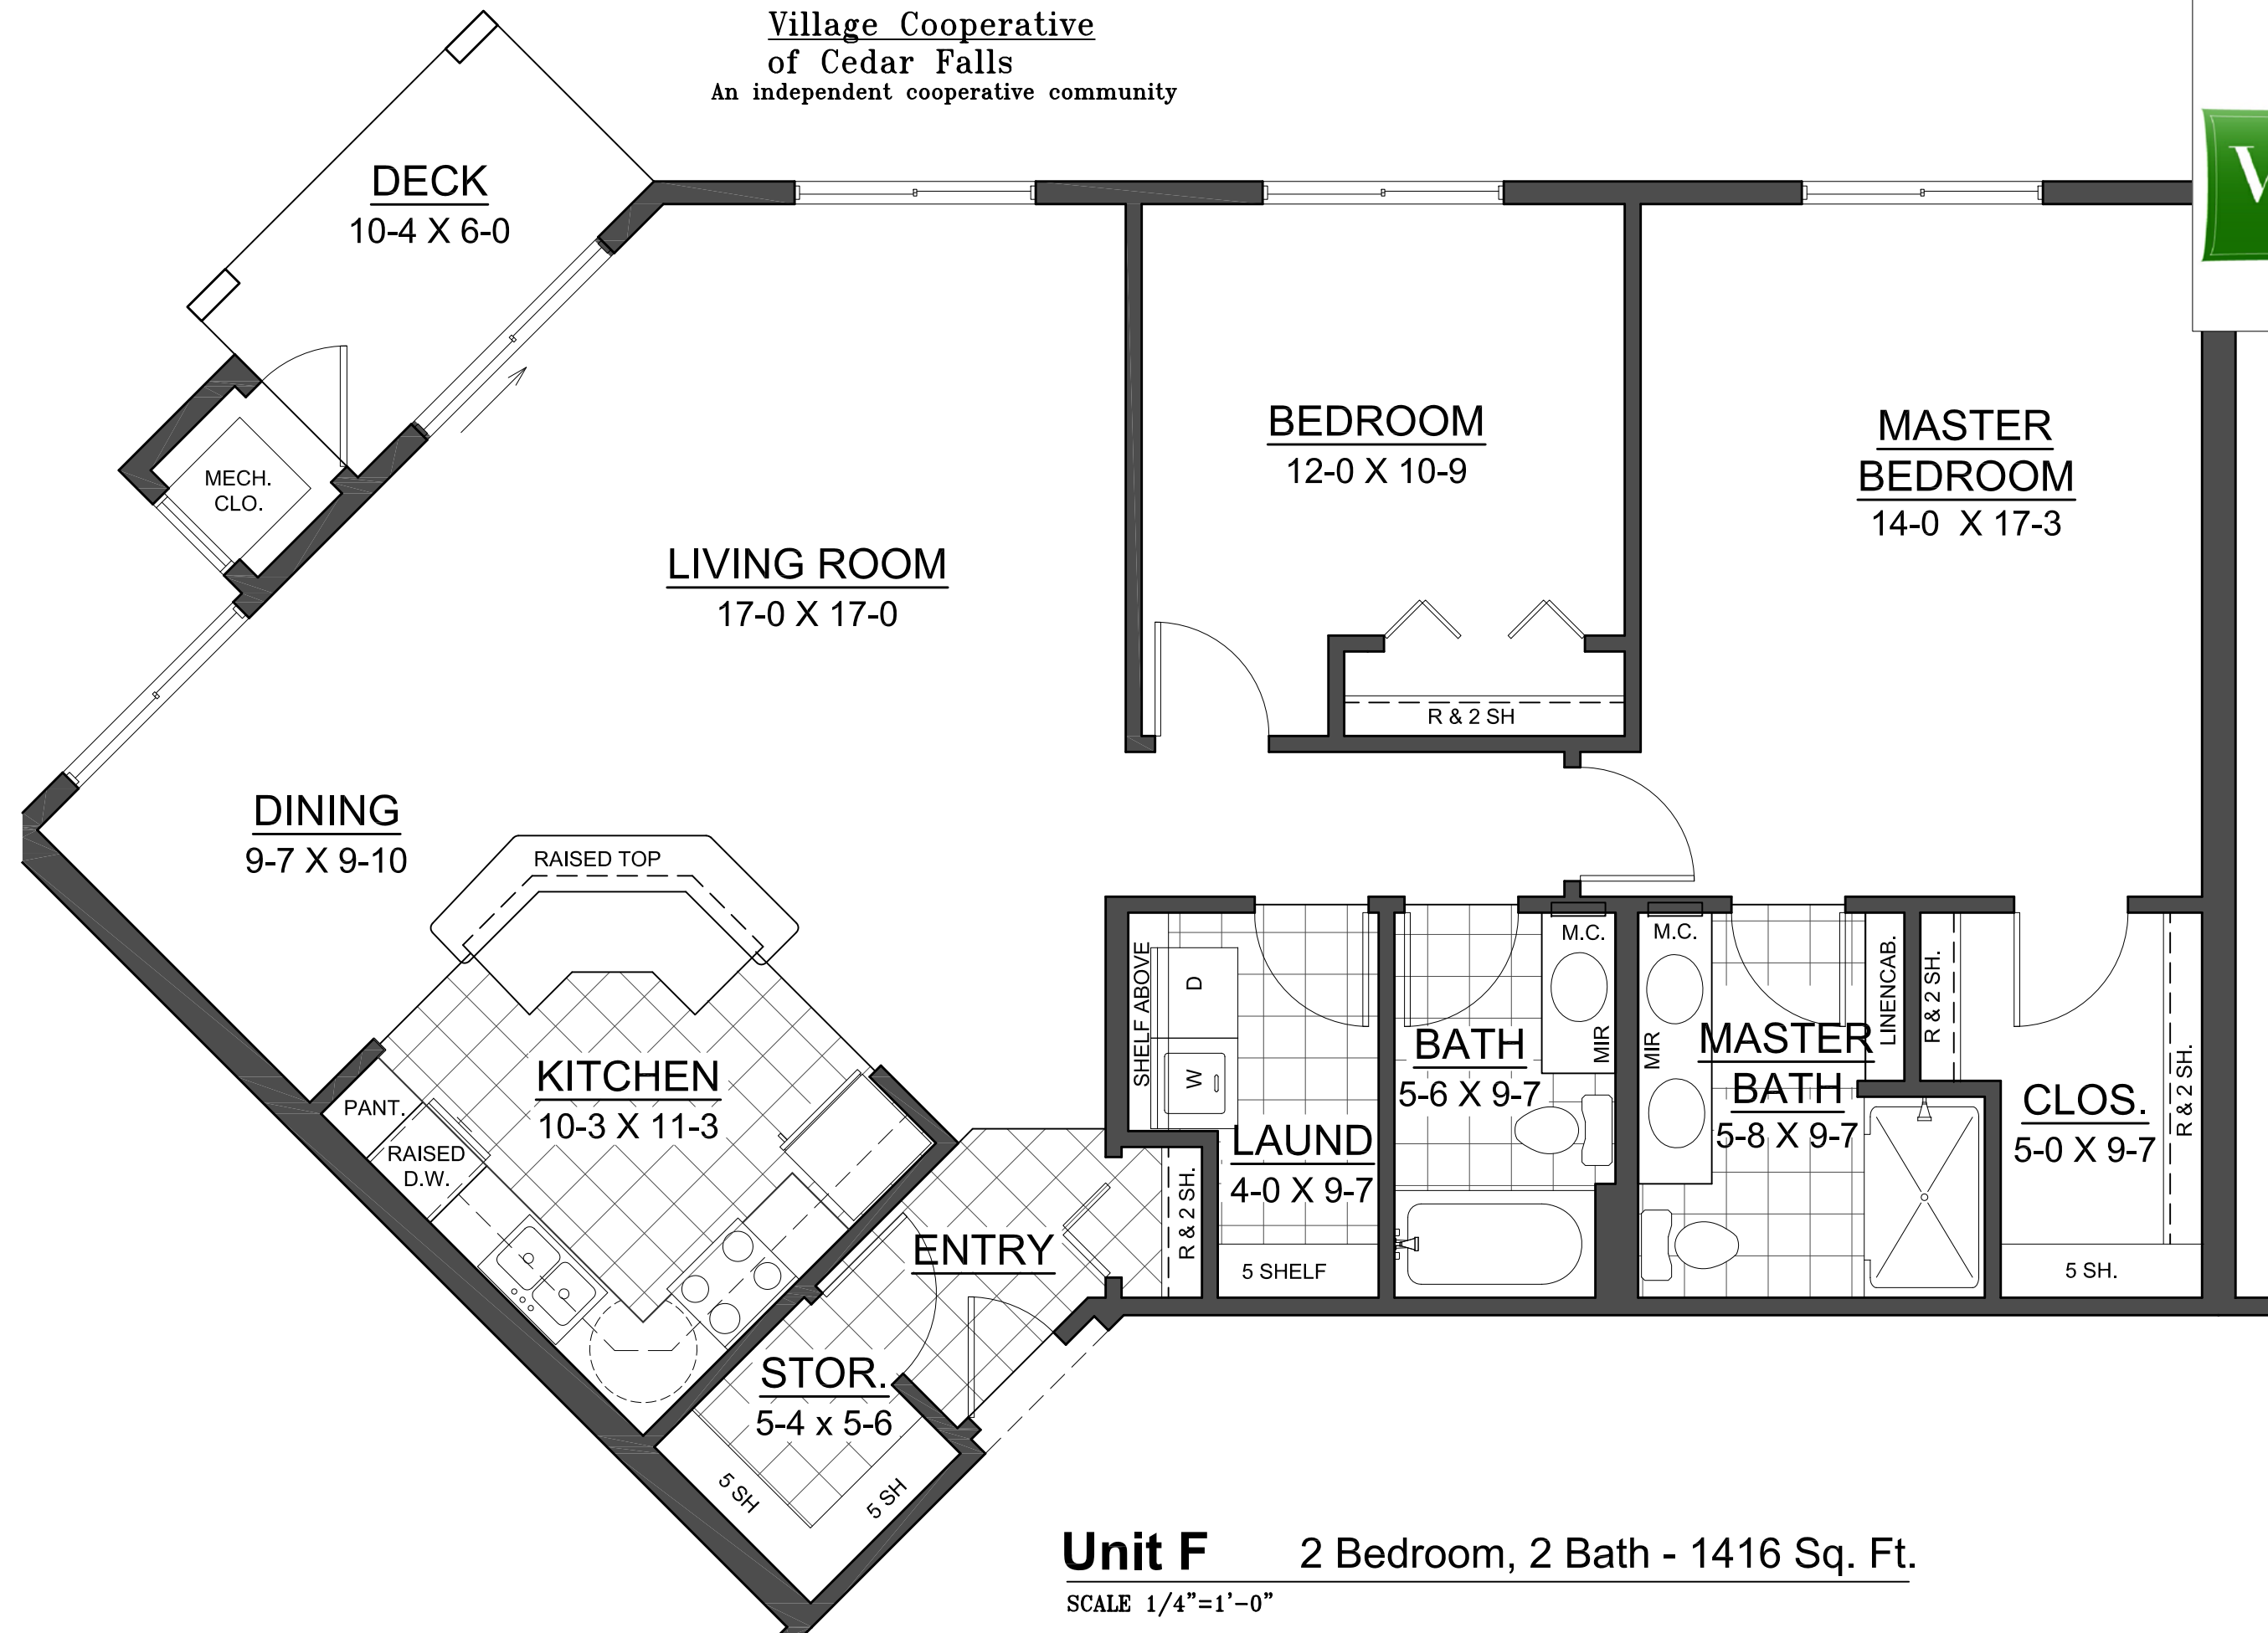 Village Cooperative
of Cedar Falls
An independent cooperative community
V
DECK
10-4 X 6-0
MECH.
CLO.
LIVING ROOM
17-0 X 17-0
BEDROOM
12-0 X 10-9
R & 2 SH
MASTER
BEDROOM
14-0 X 17-3
DINING
9-7 X 9-10
RAISED TOP
KITCHEN
10-3 X 11-3
PANT.
RAISED
D.W.
ENTRY
R & 2 SH.
STOR.
5-4 x 5-6
5 SH
5 SH
SHELF ABOVE
D
W
LAUND
4-0 X 9-7
5 SHELF
BATH
5-6 X 9-7
M.C.
MIR
M.C.
MIR
MASTER
BATH
5-8 X 9-7
LINENCAB.
R & 2 SH.
CLOS.
5-0 X 9-7
R & 2 SH.
5 SH.
Unit F 2 Bedroom, 2 Bath - 1416 Sq. Ft.
SCALE 1/4"=1'-0"